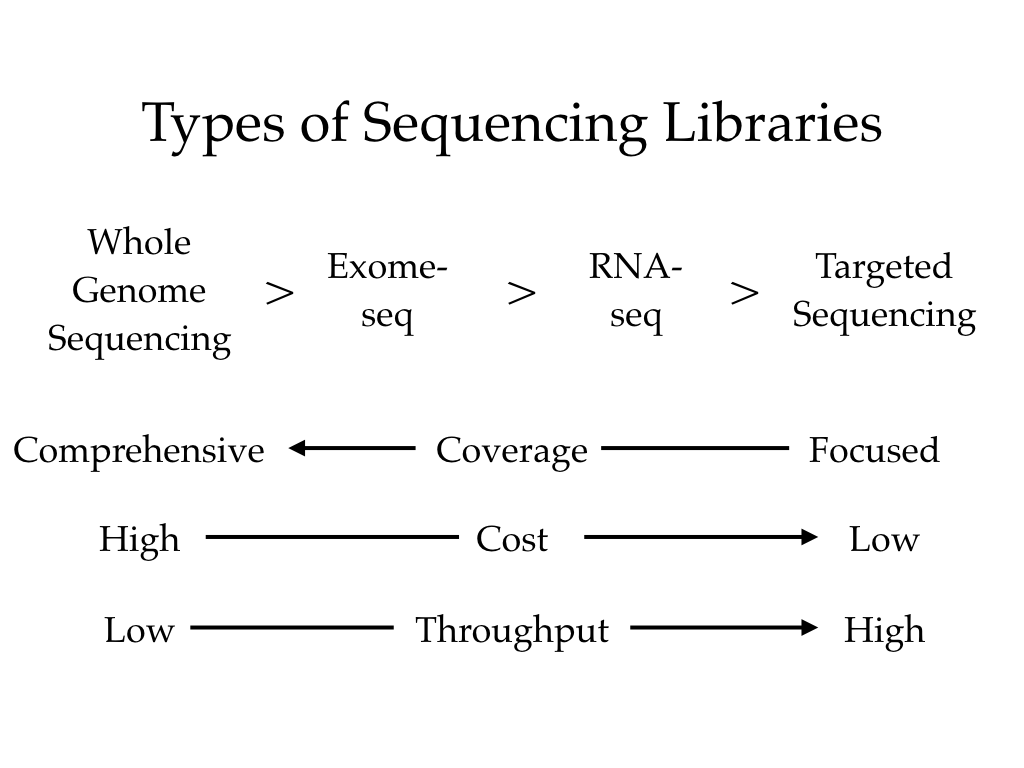 Types of Sequencing Libraries
Whole
Genome
Sequencing
>
Exome-
seq
>
RNA-
seq
>
Targeted
Sequencing
Comprehensive Coverage Focused
High Cost Low
Low Throughput High